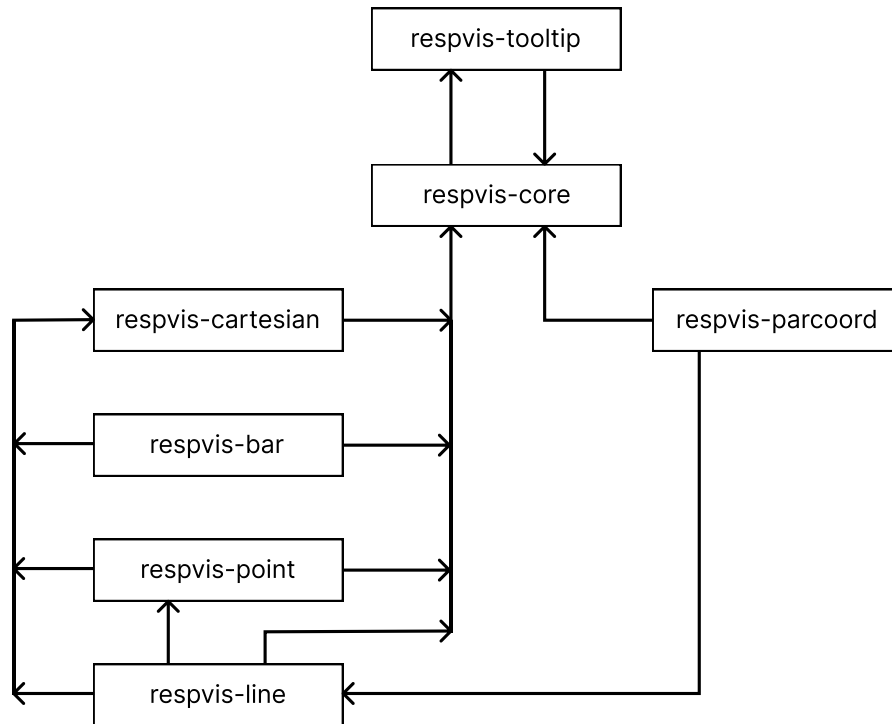 respvis-tooltip
respvis-core
respvis-cartesian
respvis-parcoord
respvis-bar
respvis-point
respvis-line